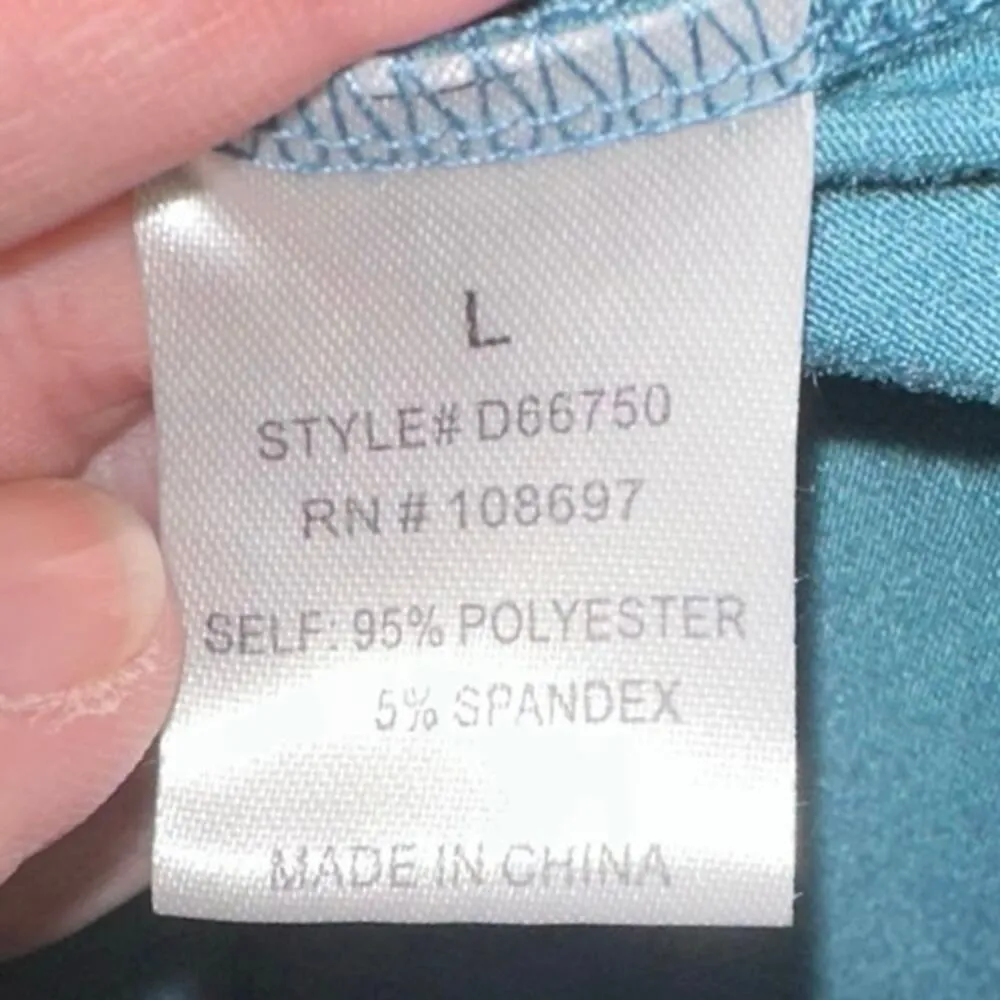 L
STYLE# D66750
RN # 108697
SELF: 95% POLYESTER
5% SPANDEX
MADE IN CHINA